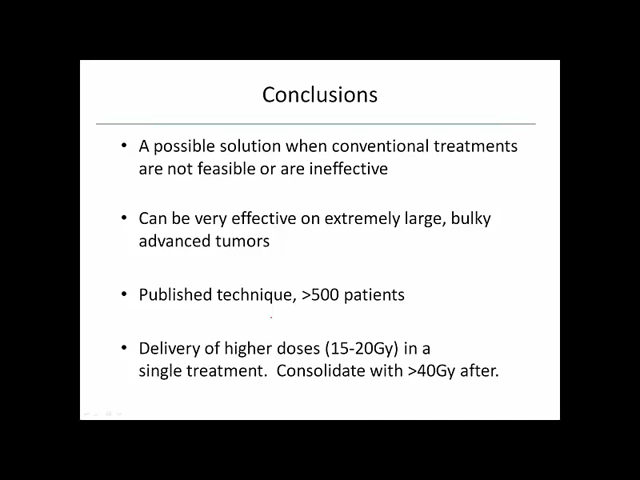 Conclusions
• A possible solution when conventional treatments
are not feasible or are ineffective
• Can be very effective on extremely large, bulky
advanced tumors
• Published technique, >500 patients
• Delivery of higher doses (15-20Gy) in a
single treatment.  Consolidate with >40Gy after.